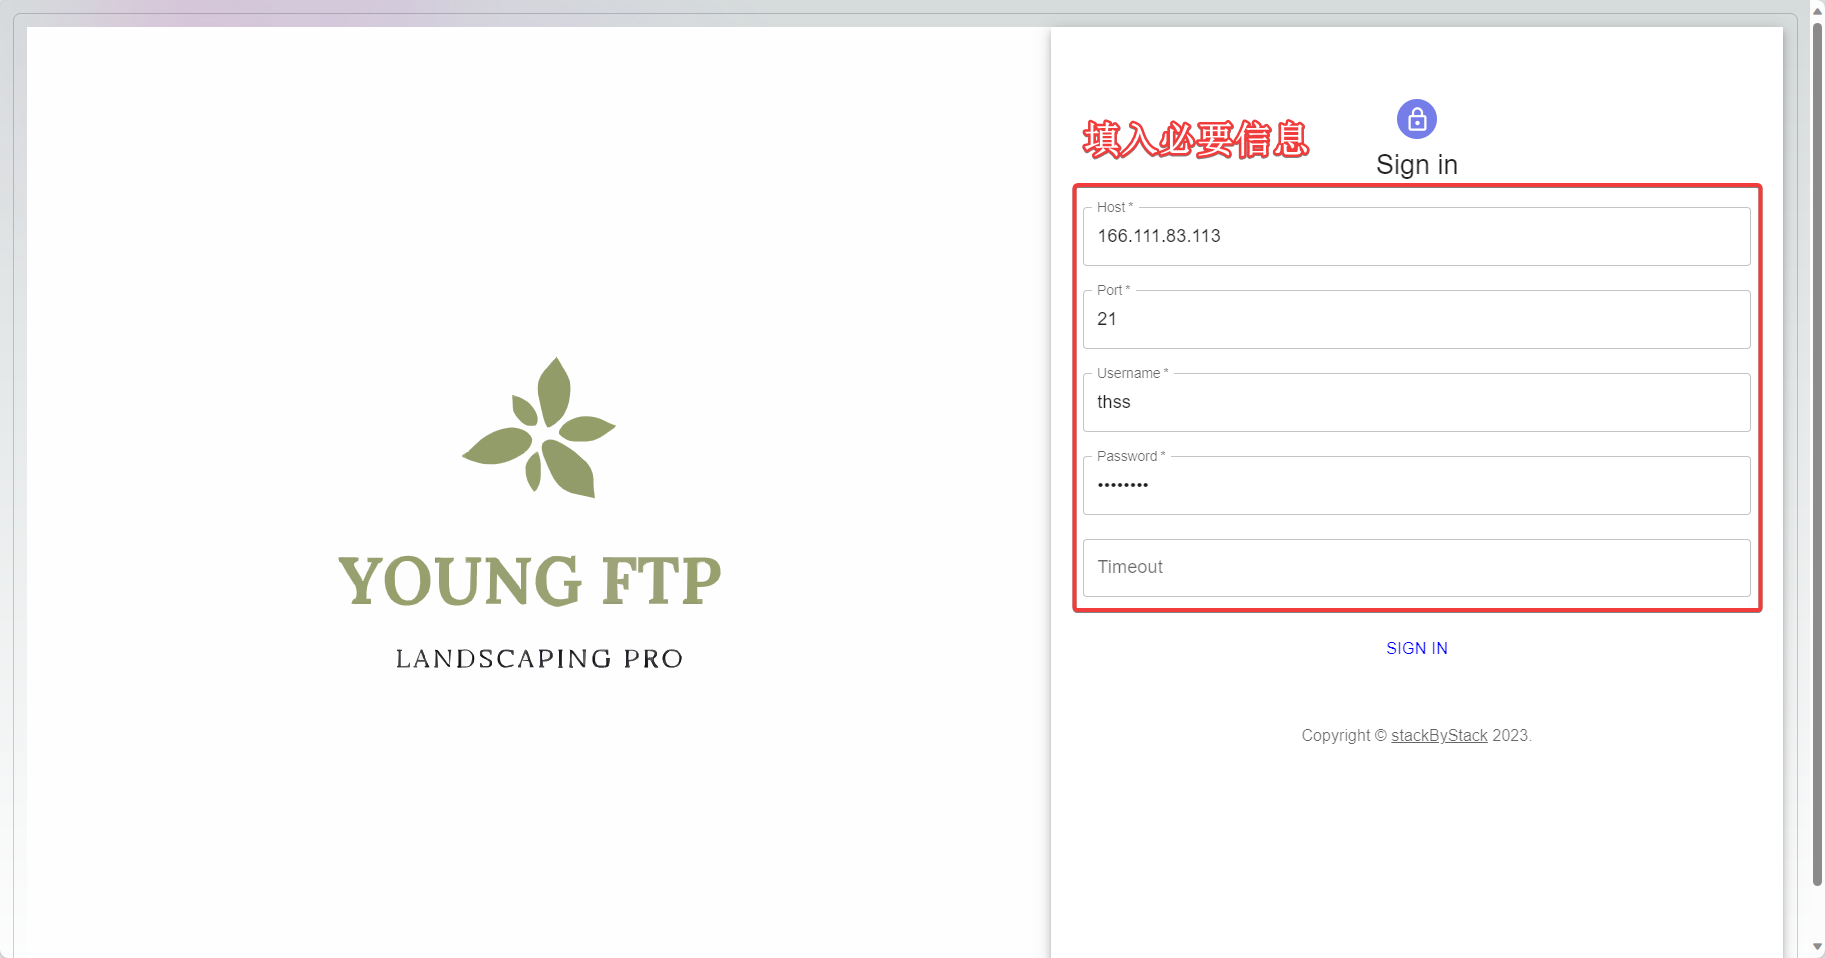 YOUNG FTP
LANDSCAPING PRO
填入必要信息
Sign in
Host *
166.111.83.113
Port *
21
Username *
thss
Password *
••••••••
Timeout
SIGN IN
Copyright © stackByStack 2023.